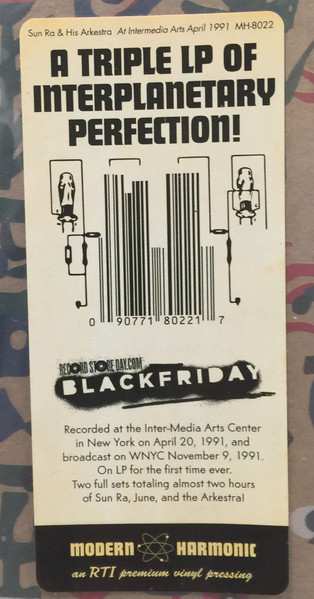 Sun Ra & His Arkestra At Intermedia Arts April 1991 MH-8022
A TRIPLE LP OF
INTERPLANETARY
PERFECTION!
0 90771 80221 7
RECORD STORE DAY.COM
BLACKFRIDAY
Recorded at the Inter-Media Arts Center
in New York on April 20, 1991, and
broadcast on WNYC November 9, 1991.
On LP for the first time ever.
Two full sets totaling almost two hours
of Sun Ra, June, and the Arkestra!
MODERN HARMONIC
an RTI premium vinyl pressing